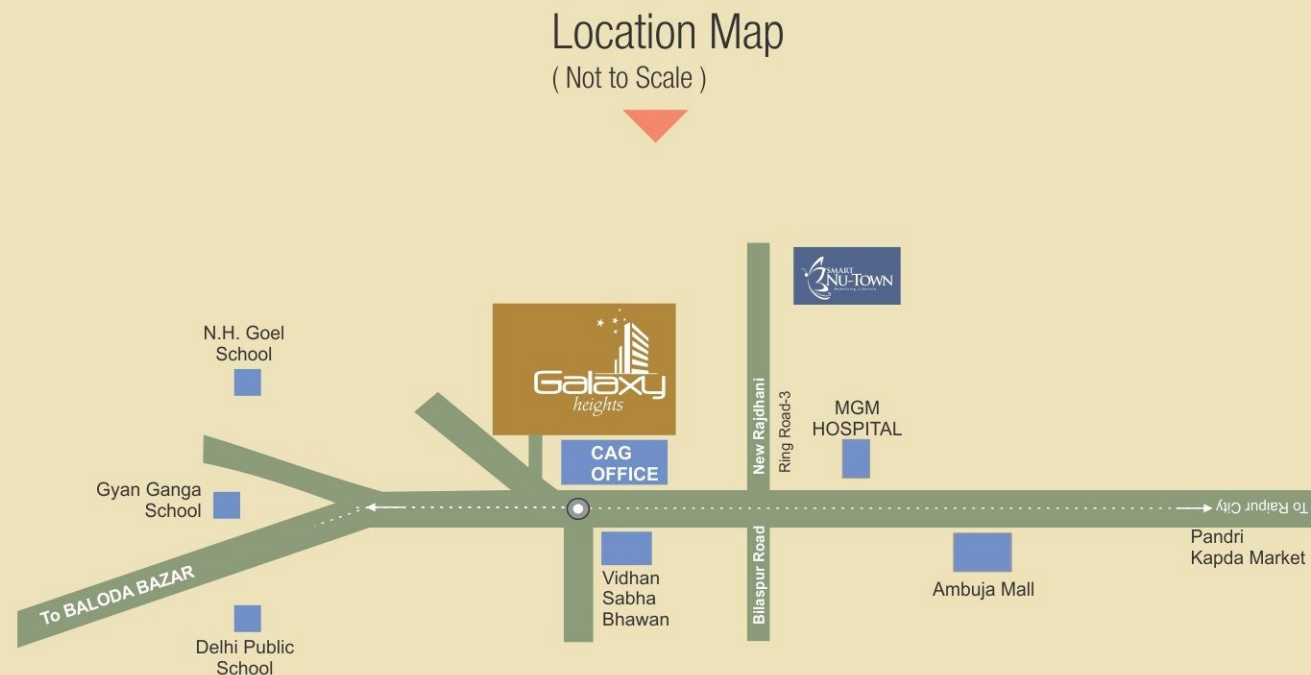 Location Map
( Not to Scale )
SMART
NU-TOWN
Galaxy
heights
N.H. Goel
School
New Rajdhani
Ring Road-3
MGM
HOSPITAL
CAG
OFFICE
Gyan Ganga
School
To Raipur City
Pandri
Kapda Market
To BALODA BAZAR
Vidhan
Sabha
Bhawan
Bilaspur Road
Ambuja Mall
Delhi Public
School